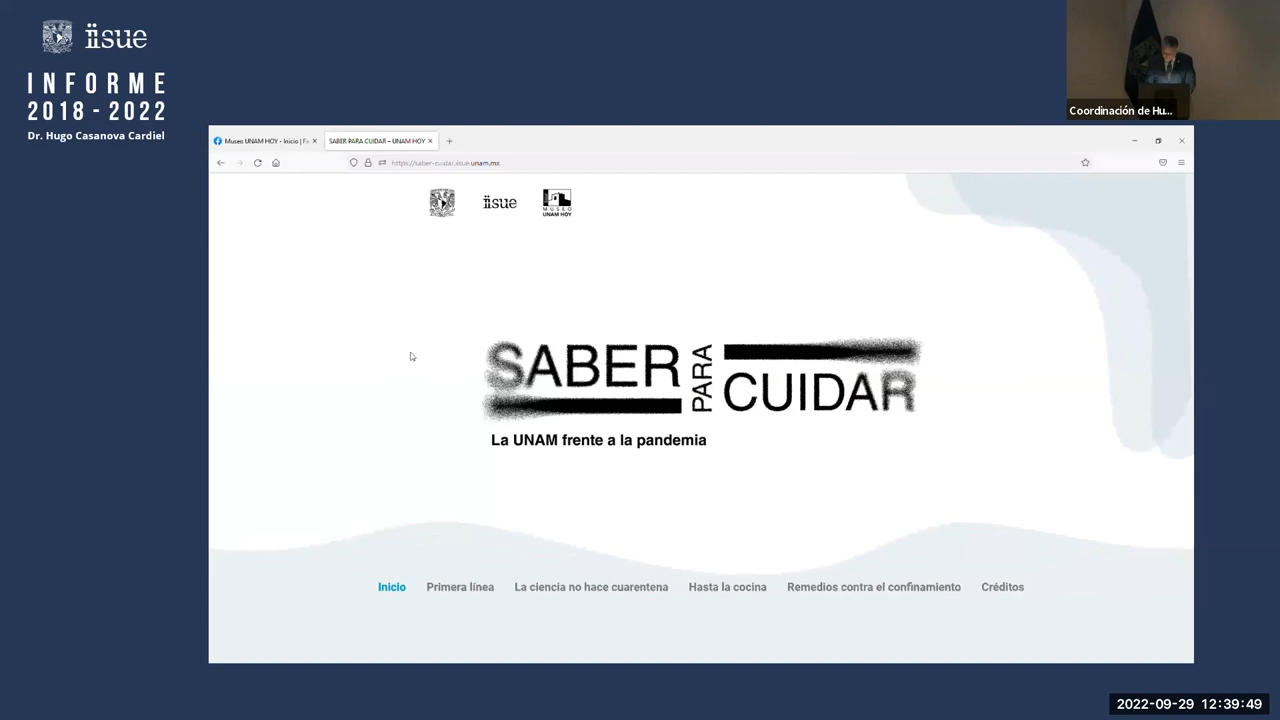 iisue
INFORME
2018-2022
Dr. Hugo Casanova Cardiel
Coordinación de Hu...
Museo UNAM HOY - Inicio | Fa
SABER PARA CUIDAR – UNAM HOY
https://saber-cuidar.iisue.unam.mx
iisue
MUSEO
UNAM HOY
SABER PARA CUIDAR
La UNAM frente a la pandemia
Inicio Primera línea La ciencia no hace cuarentena Hasta la cocina Remedios contra el confinamiento Créditos
2022-09-29 12:39:49